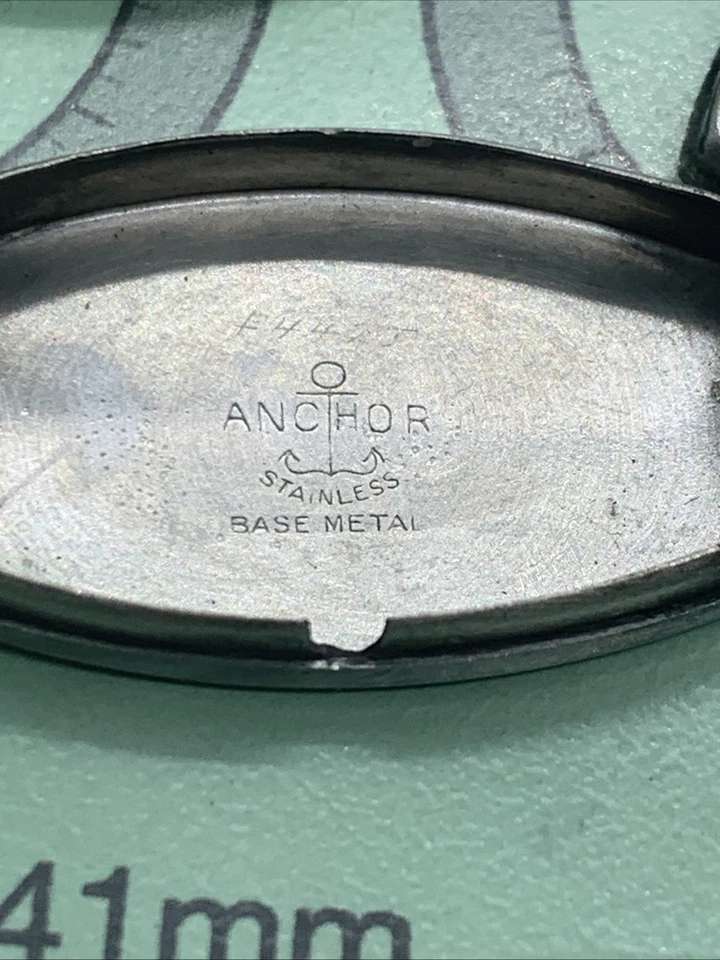 ANCHOR
STAINLESS
BASE METAL
41mm